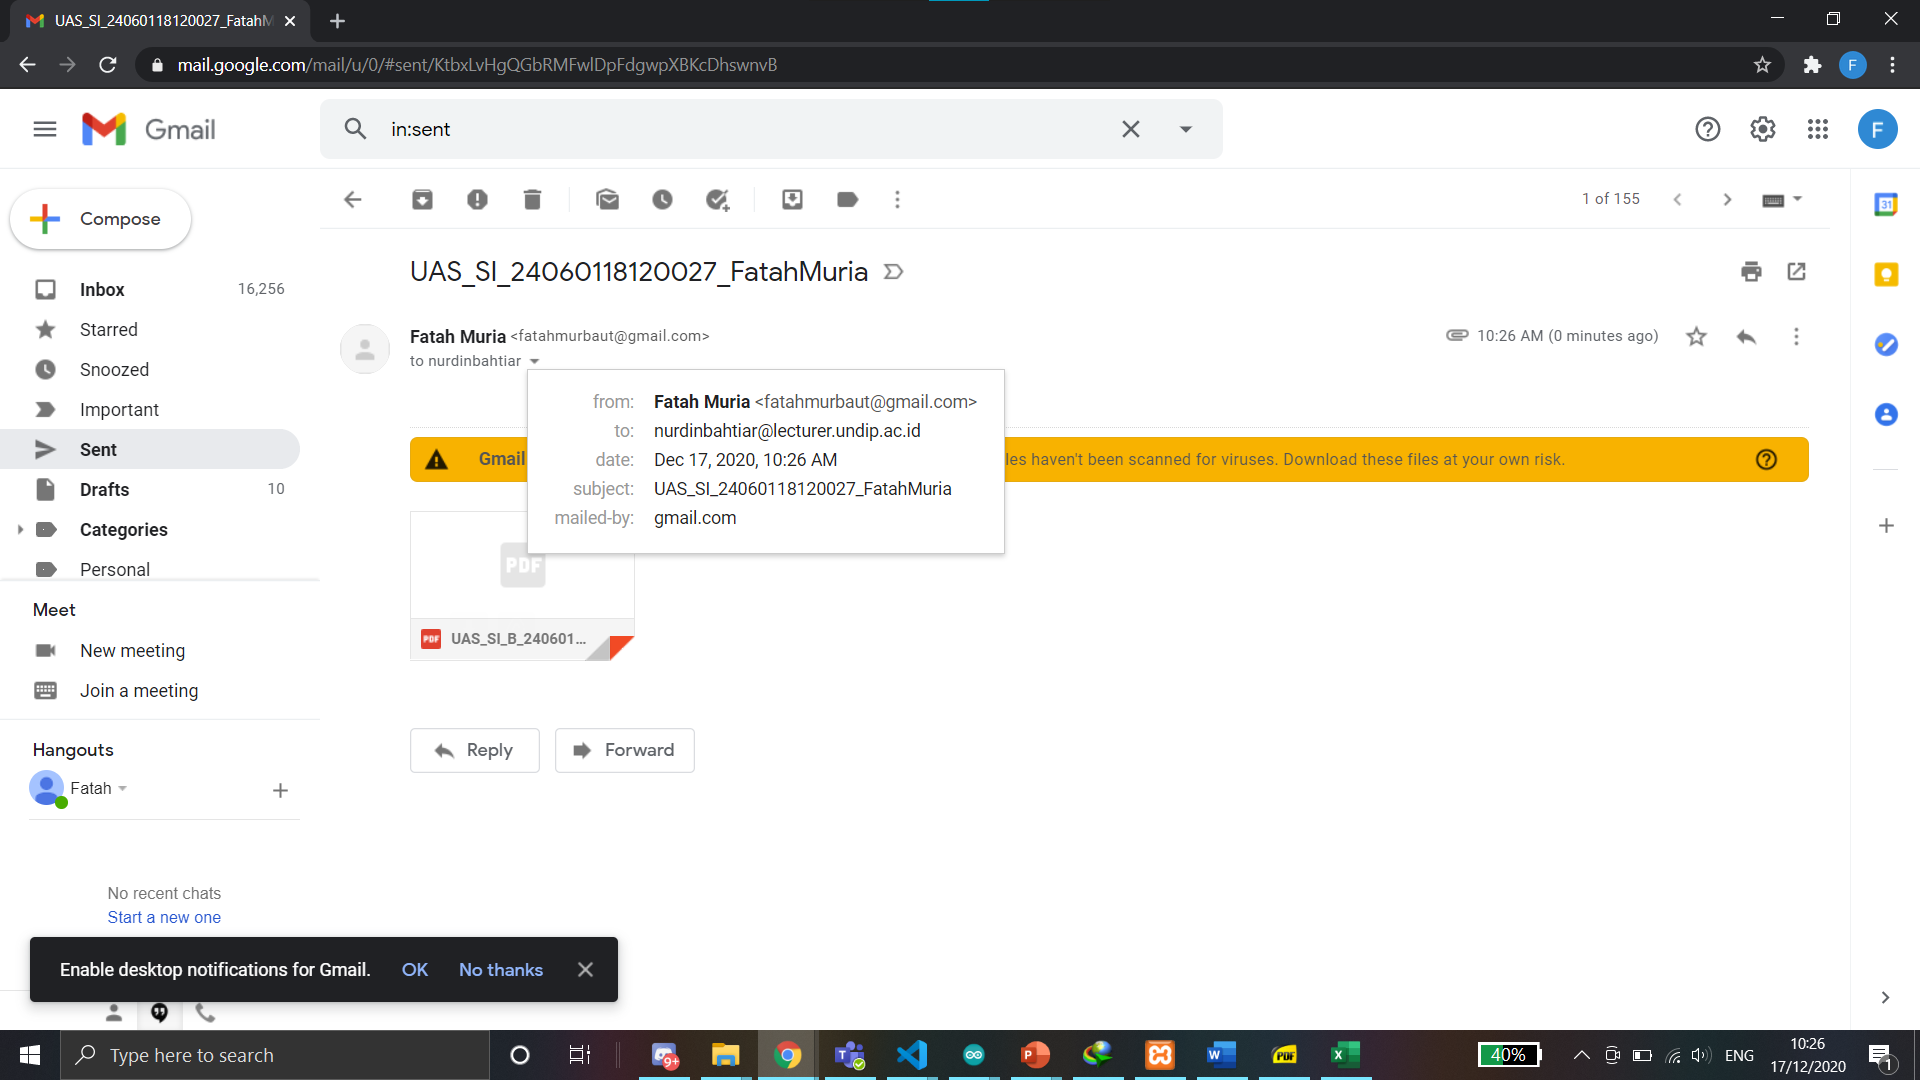 UAS_SI_24060118120027_FatahM
mail.google.com/mail/u/0/#sent/KtbxLvHgQGbRMFwlDpFdgwpXBKcDhswnvB
F
Gmail
in:sent
F
Compose
1 of 155
31
UAS_SI_24060118120027_FatahMuria
Inbox 16,256
Starred
Snoozed
Important
Sent
Drafts 10
Categories
Personal
Fatah Muria <fatahmurbaut@gmail.com>
10:26 AM (0 minutes ago)
to nurdinbahtiar
from: Fatah Muria <fatahmurbaut@gmail.com>
to: nurdinbahtiar@lecturer.undip.ac.id
date: Dec 17, 2020, 10:26 AM
subject: UAS_SI_24060118120027_FatahMuria
mailed-by: gmail.com
Gmail
les haven't been scanned for viruses. Download these files at your own risk.
PDF
PDF UAS_SI_B_240601...
Reply
Forward
Meet
New meeting
Join a meeting
Hangouts
Fatah
No recent chats
Start a new one
Enable desktop notifications for Gmail. OK No thanks
Type here to search
9+
PDF
40%
ENG
10:26
17/12/2020
1